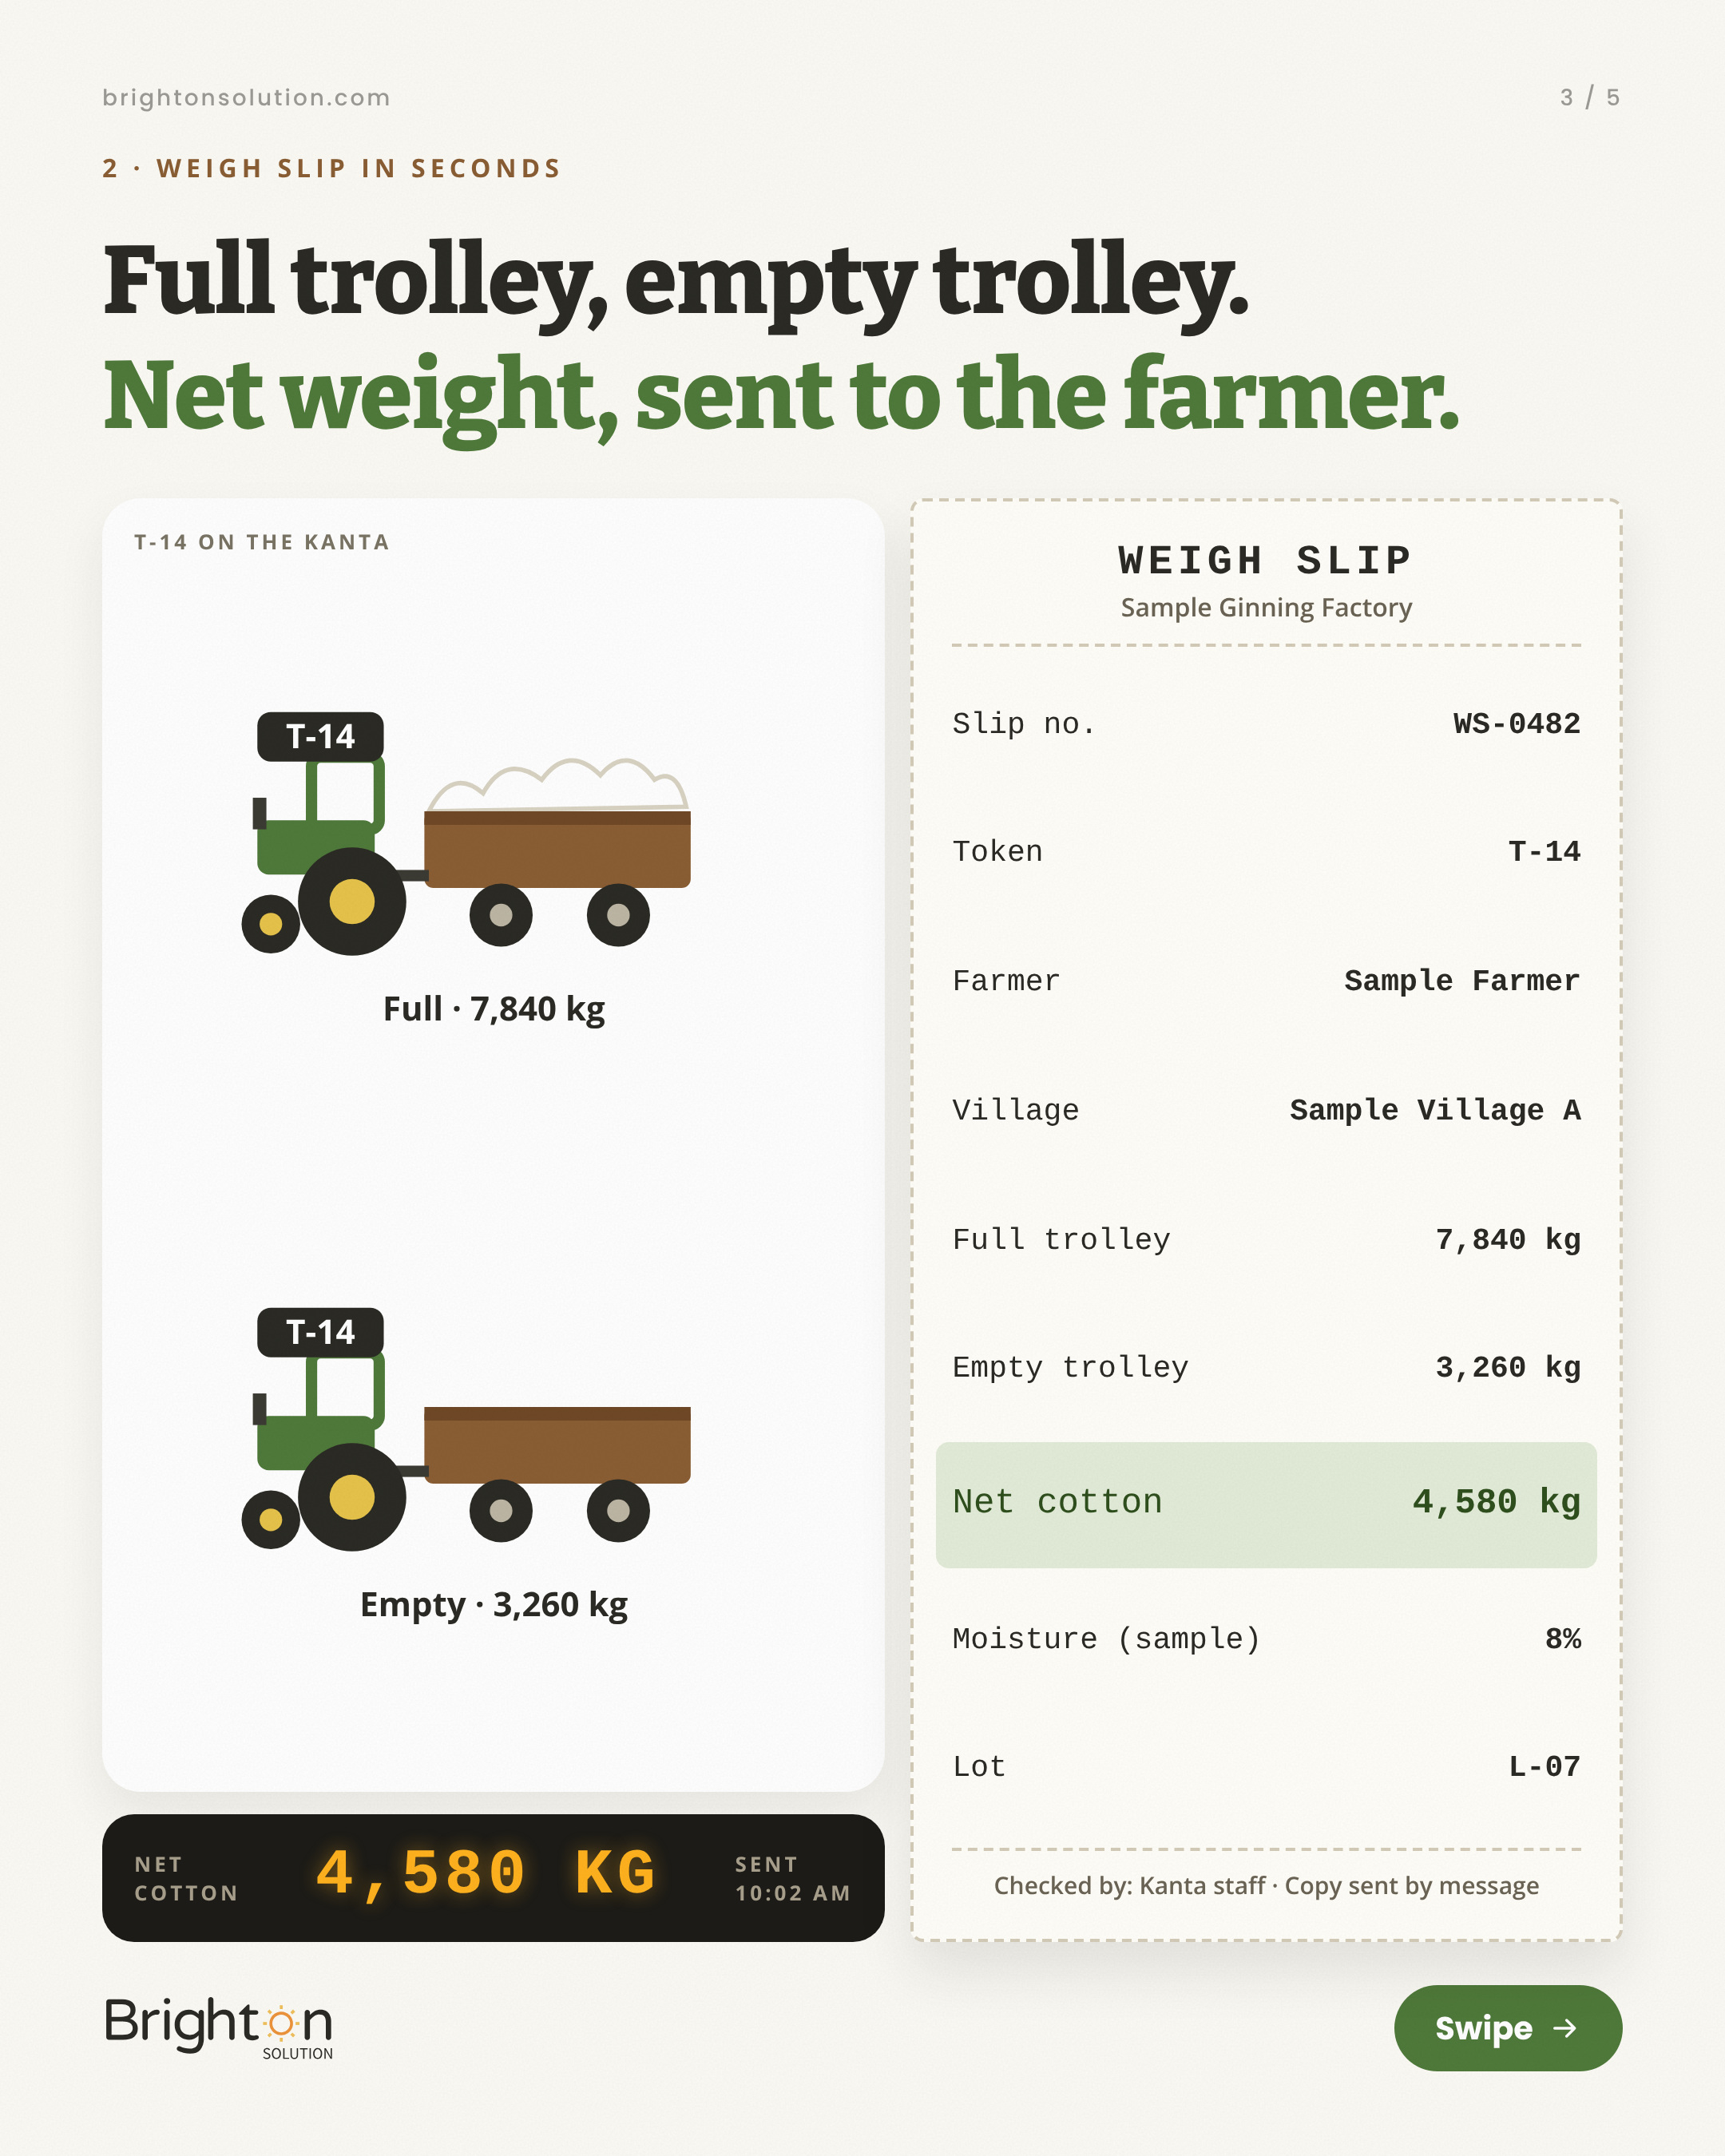 brightonsolution.com
3 / 5
2 · WEIGH SLIP IN SECONDS
Full trolley, empty trolley.
Net weight, sent to the farmer.
T-14 ON THE KANTA
T-14
Full · 7,840 kg
T-14
Empty · 3,260 kg
NET COTTON
4,580 KG
SENT 10:02 AM
WEIGH SLIP
Sample Ginning Factory
Slip no. WS-0482
Token T-14
Farmer Sample Farmer
Village Sample Village A
Full trolley 7,840 kg
Empty trolley 3,260 kg
Net cotton 4,580 kg
Moisture (sample) 8%
Lot L-07
Checked by: Kanta staff · Copy sent by message
Brighton
SOLUTION
Swipe →